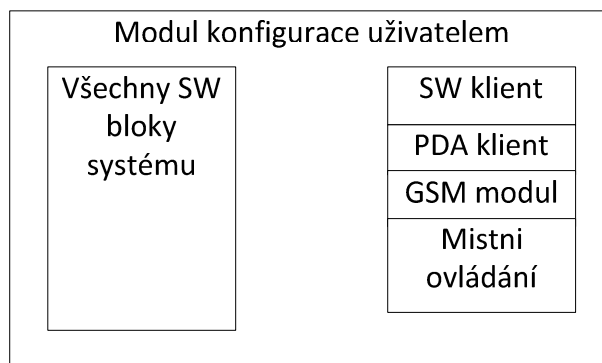 Modul konfigurace uživatelem
Všechny SW
bloky
systému
SW klient
PDA klient
GSM modul
Mistni
ovládání